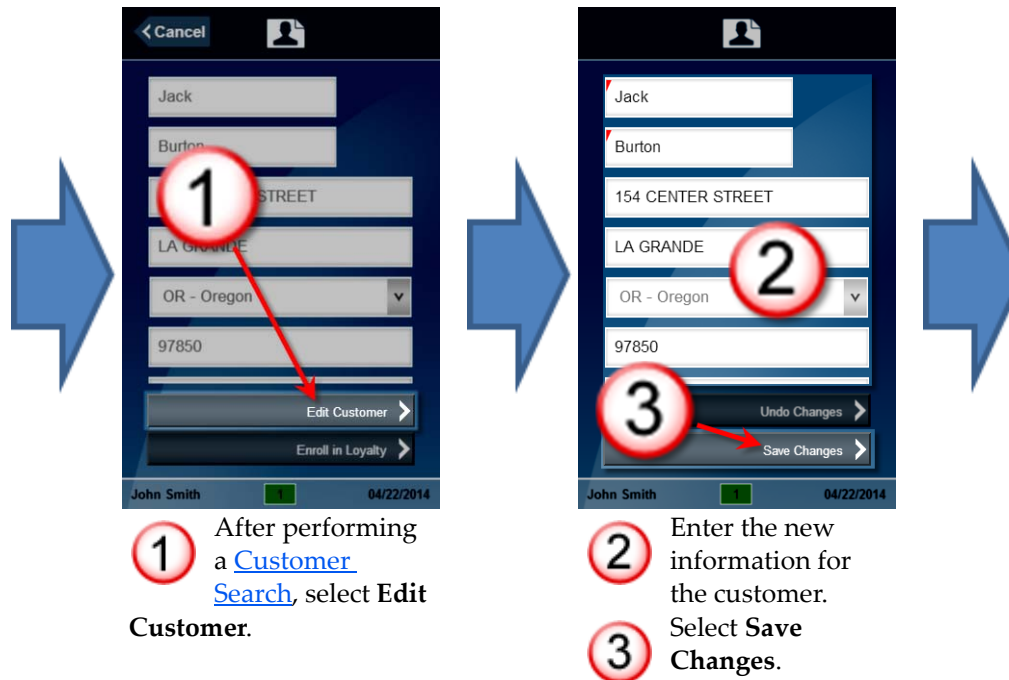 Cancel
Jack
Burton
STREET
LA GRANDE
OR - Oregon
97850
Edit Customer
Enroll in Loyalty
John Smith 1 04/22/2014
1
Jack
Burton
154 CENTER STREET
LA GRANDE
OR - Oregon
97850
Undo Changes
Save Changes
John Smith 1 04/22/2014
2
3
1 After performing
a Customer
Search, select Edit
Customer.
2 Enter the new
information for
the customer.
3 Select Save
Changes.